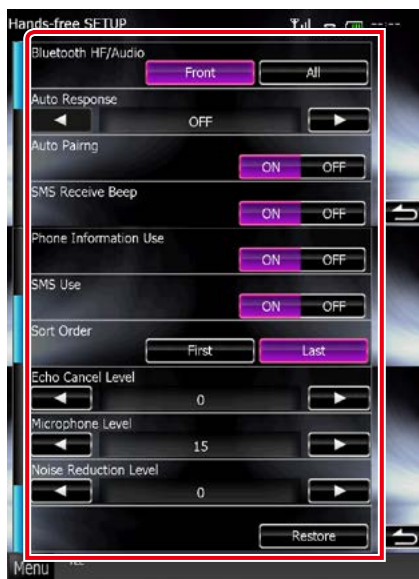 Hands-free SETUP --:--
Bluetooth HF/Audio
Front All
Auto Response
OFF
Auto Pairng
ON OFF
SMS Receive Beep
ON OFF
Phone Information Use
ON OFF
SMS Use
ON OFF
Sort Order
First Last
Echo Cancel Level
0
Microphone Level
15
Noise Reduction Level
0
Restore
Menu